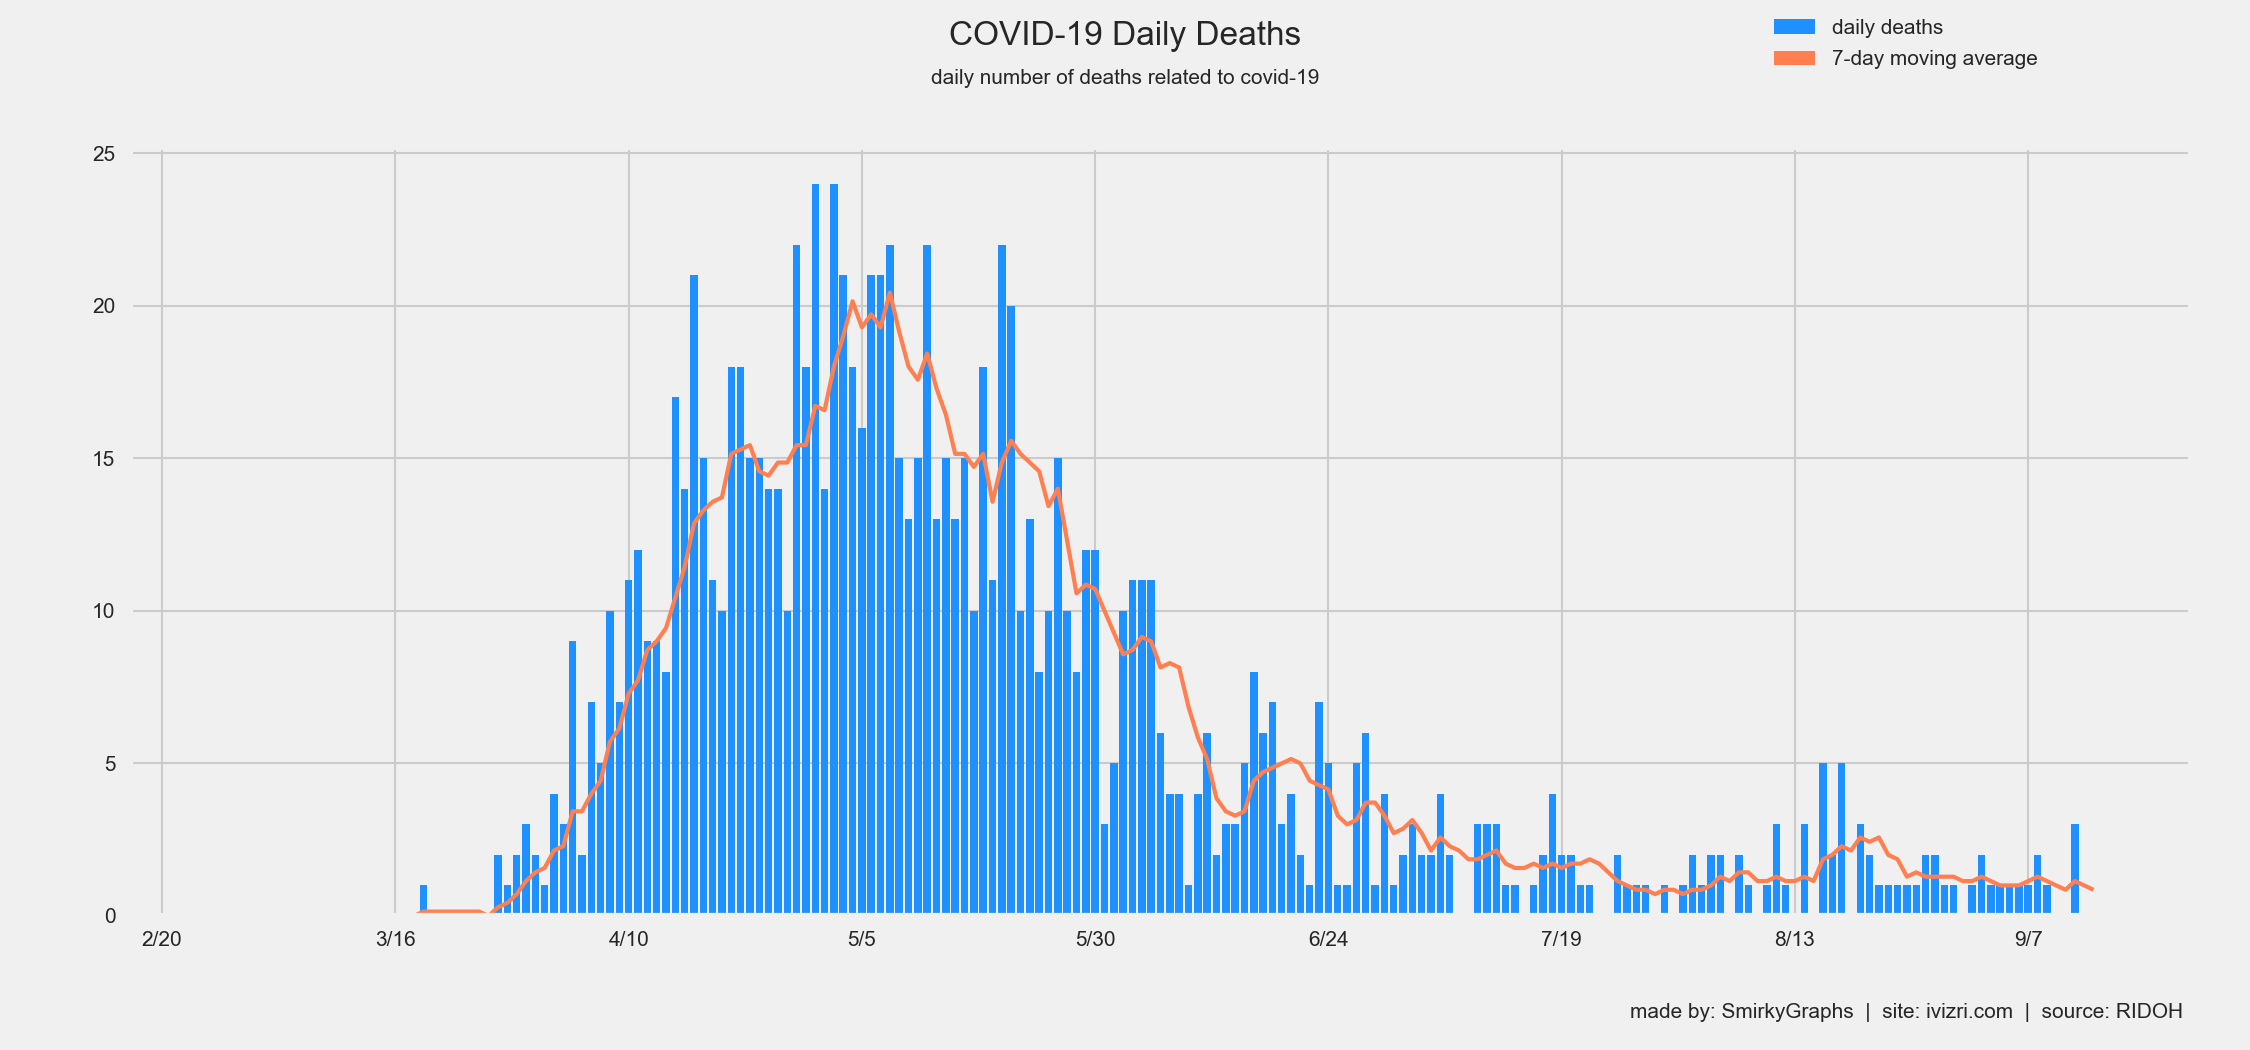 COVID-19 Daily Deaths
daily number of deaths related to covid-19
daily deaths
7-day moving average
25
20
15
10
5
0
2/20 3/16 4/10 5/5 5/30 6/24 7/19 8/13 9/7
made by: SmirkyGraphs | site: ivizri.com | source: RIDOH